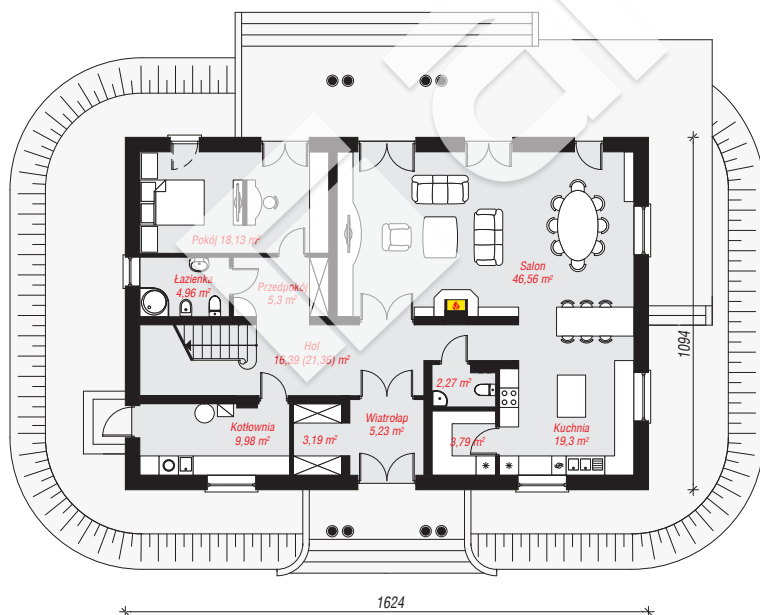 Pokój 18,13 m²
Łazienka
4,96 m²
Przedpokój
5,3 m²
Salon
46,56 m²
Hol
16,39 (21,36) m²
1094
2,27 m²
Kotłownia
9,98 m²
3,19 m²
Wiatrołap
5,23 m²
3,79 m²
Kuchnia
19,3 m²
1624